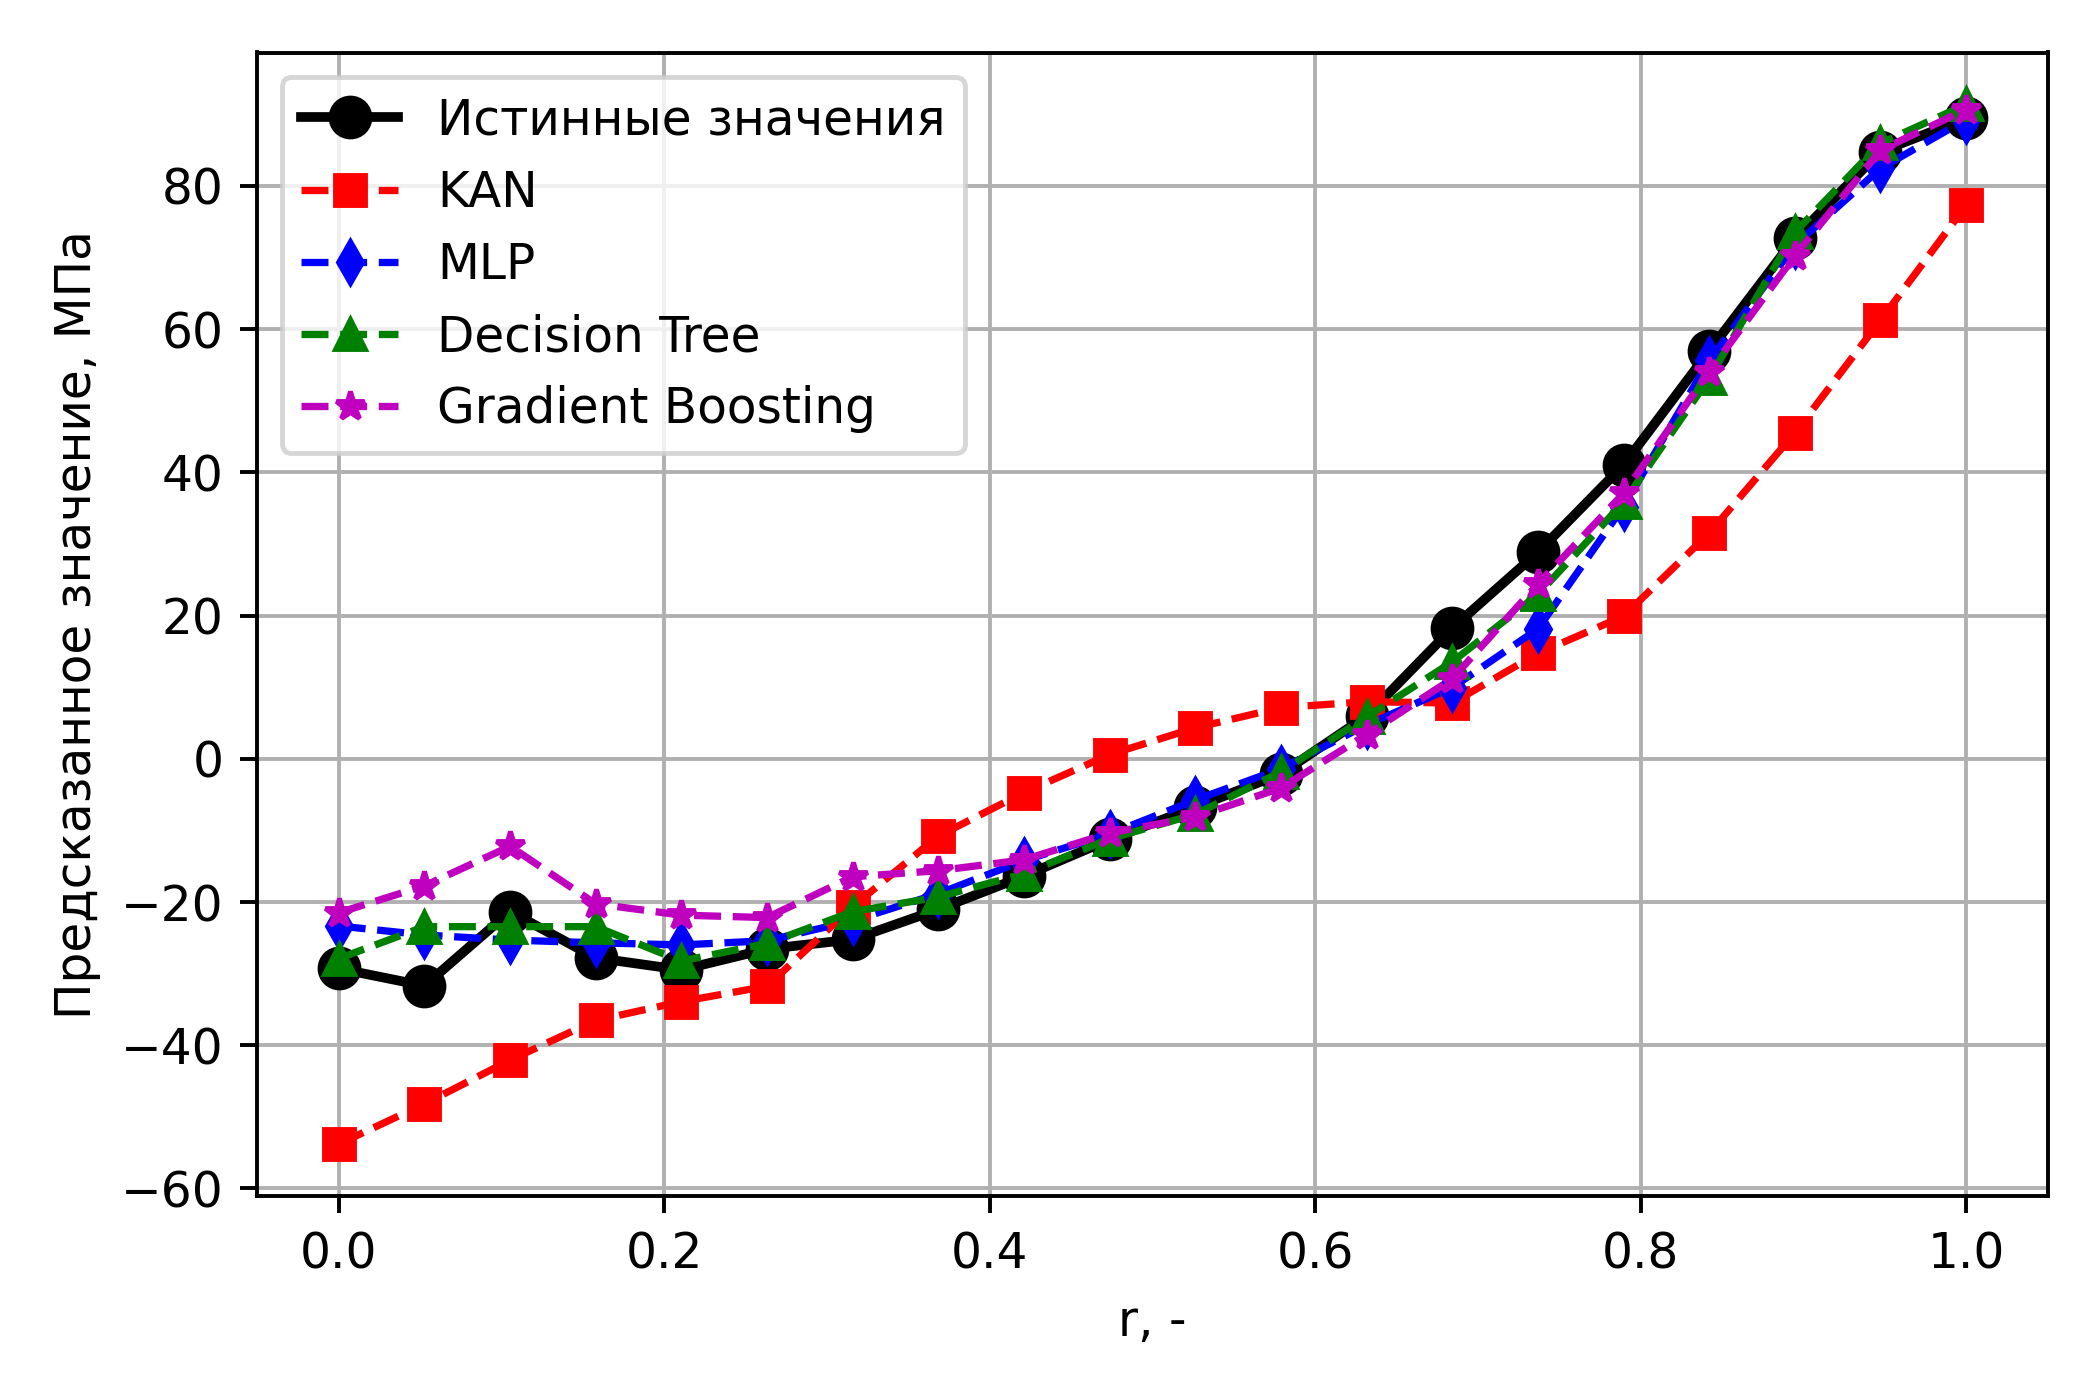 Истинные значения
KAN
MLP
Decision Tree
Gradient Boosting
Предсказанное значение, МПа
80
60
40
20
0
−20
−40
−60
0.0 0.2 0.4 0.6 0.8 1.0
r, -